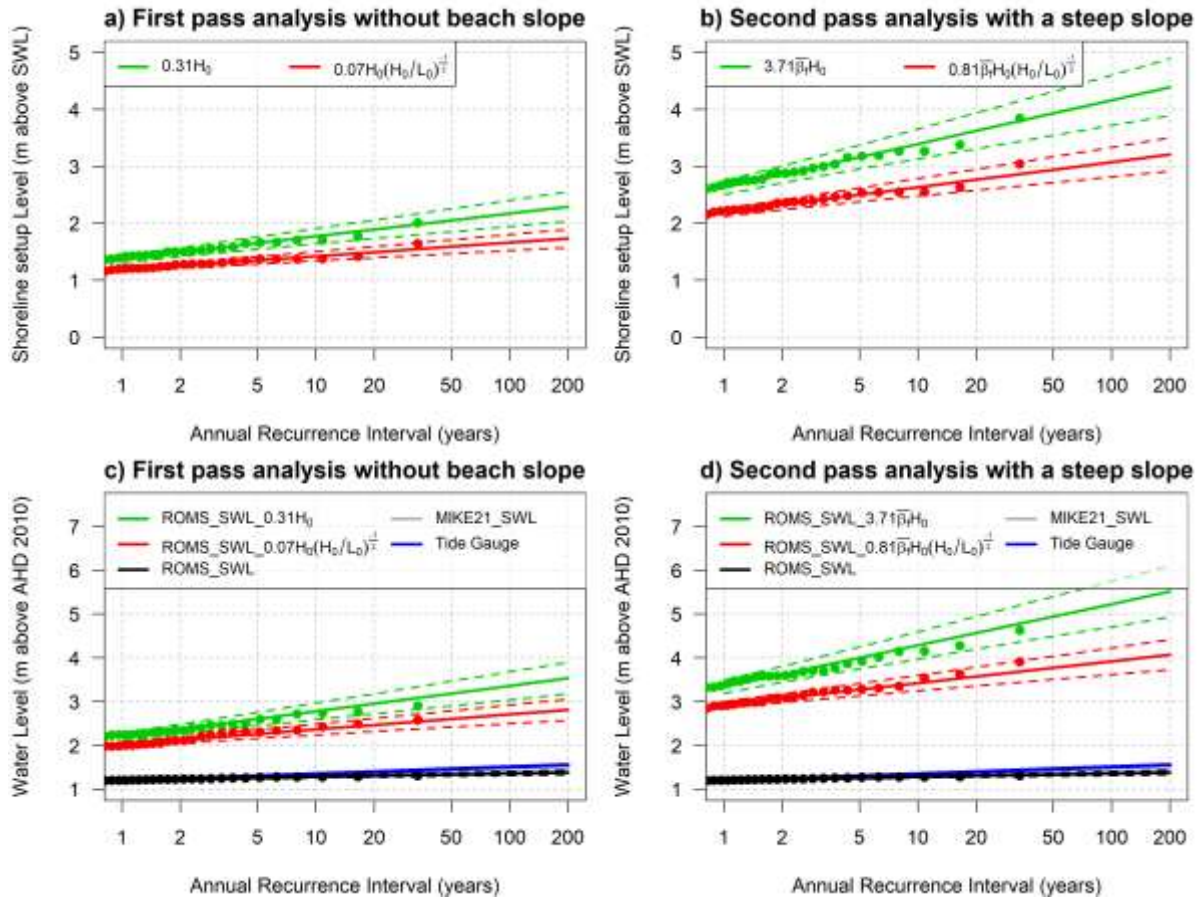 a) First pass analysis without beach slope
Shoreline setup Level (m above SWL)
0.31H₀
0.07H₀(H₀/L₀)^(-1/2)
5
4
3
2
1
0
1 2 5 10 20 50 100 200
Annual Recurrence Interval (years)
b) Second pass analysis with a steep slope
Shoreline setup Level (m above SWL)
3.71β̅fH₀
0.81β̅fH₀(H₀/L₀)^(-1/2)
5
4
3
2
1
0
1 2 5 10 20 50 100 200
Annual Recurrence Interval (years)
c) First pass analysis without beach slope
Water Level (m above AHD 2010)
ROMS_SWL_0.31H₀
ROMS_SWL_0.07H₀(H₀/L₀)^(-1/2)
ROMS_SWL
MIKE21_SWL
Tide Gauge
7
6
5
4
3
2
1
1 2 5 10 20 50 100 200
Annual Recurrence Interval (years)
d) Second pass analysis with a steep slope
Water Level (m above AHD 2010)
ROMS_SWL_3.71β̅fH₀
ROMS_SWL_0.81β̅fH₀(H₀/L₀)^(-1/2)
ROMS_SWL
MIKE21_SWL
Tide Gauge
7
6
5
4
3
2
1
1 2 5 10 20 50 100 200
Annual Recurrence Interval (years)